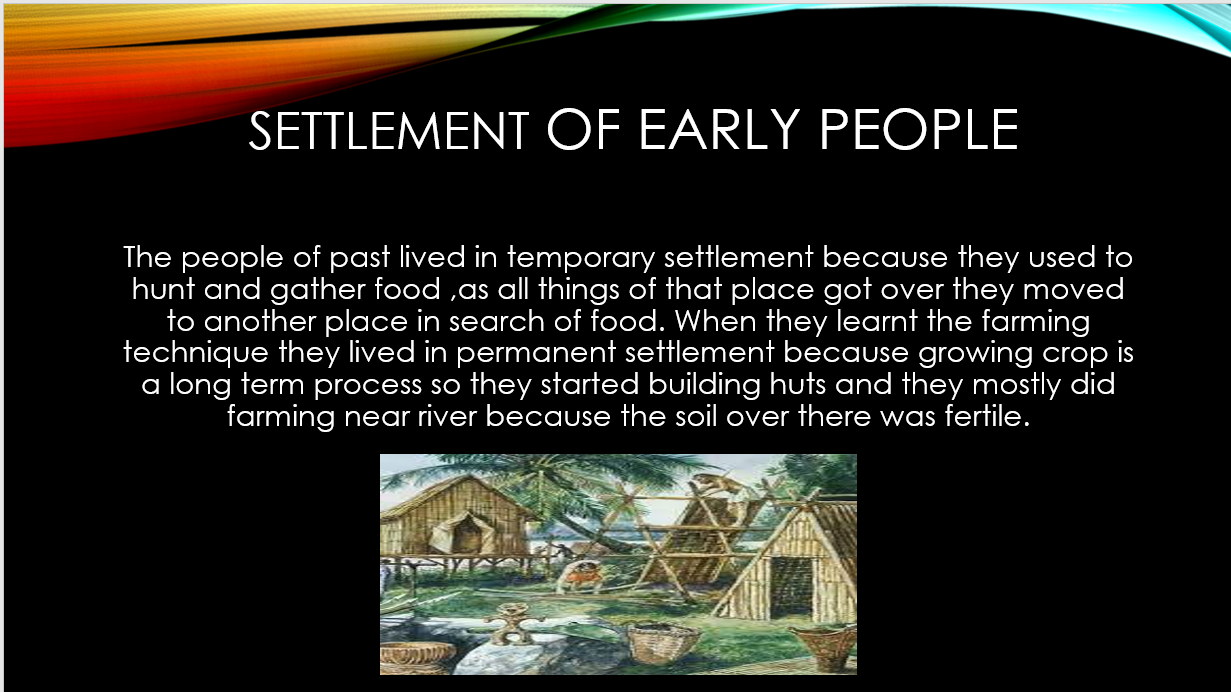 SETTLEMENT OF EARLY PEOPLE
The people of past lived in temporary settlement because they used to
hunt and gather food ,as all things of that place got over they moved
to another place in search of food. When they learnt the farming
technique they lived in permanent settlement because growing crop is
a long term process so they started building huts and they mostly did
farming near river because the soil over there was fertile.